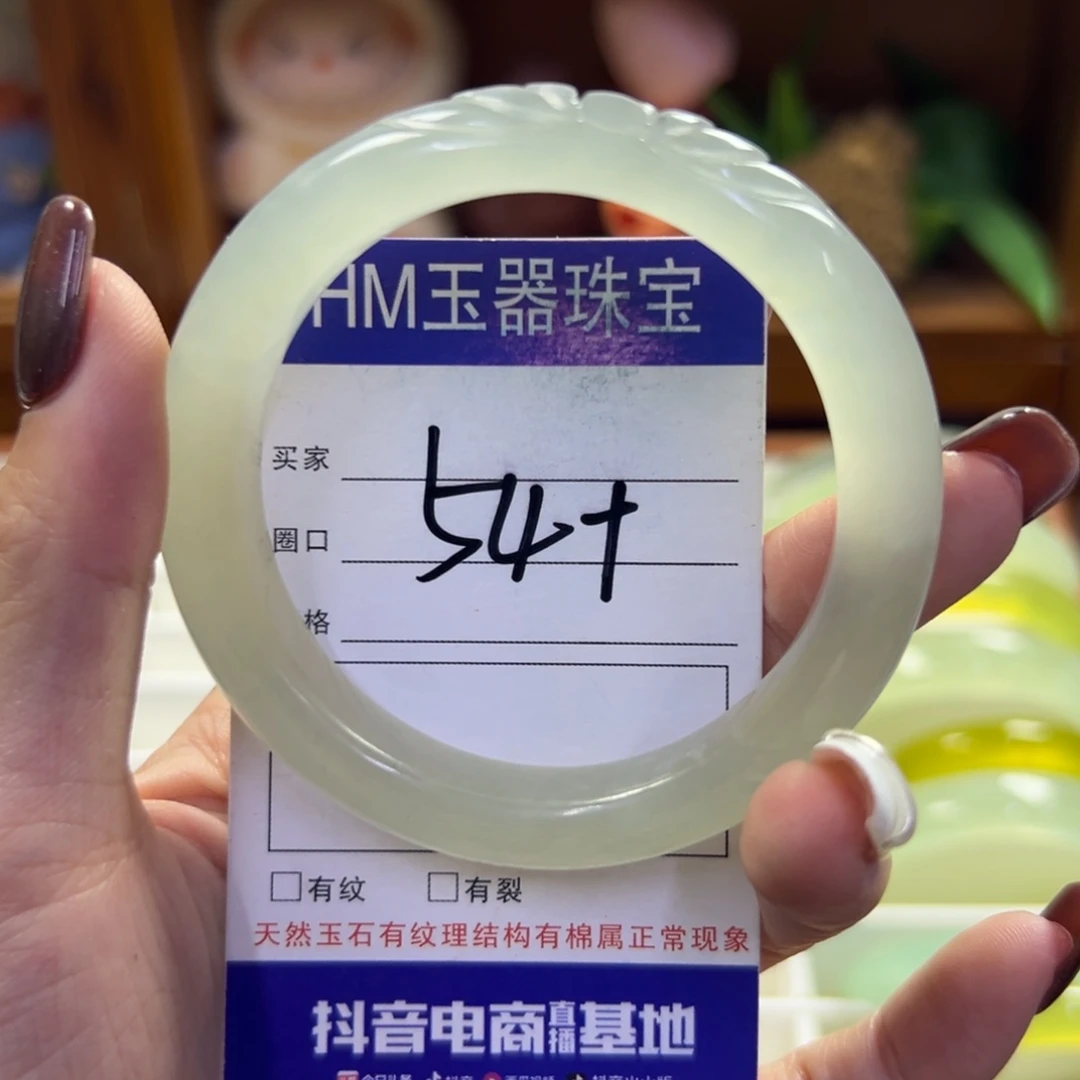 HM玉器珠宝
买家
圈口 54+
格
有纹 有裂
天然玉石有纹理结构有棉属正常现象
抖音电商直播基地